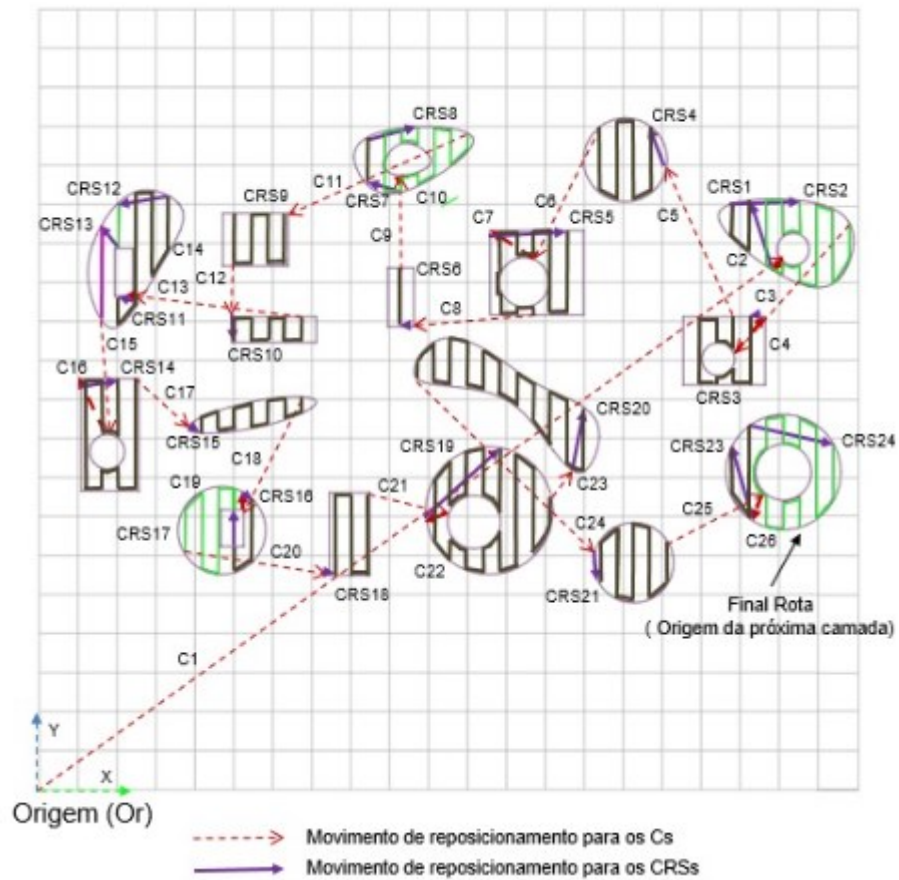 CRS8
CRS4
CRS12
CRS9
C11
CRS7
C10
C6
C7
CRS5
C5
CRS1
CRS2
CRS13
C14
C9
C2
C13
C12
CRS6
C3
CRS11
C8
C4
CRS10
C15
C16
CRS14
C17
CRS3
CRS15
CRS20
C18
CRS19
CRS23
CRS24
C19
CRS16
C21
C23
CRS17
C24
C25
C20
C22
C26
CRS18
CRS21
Final Rota
( Origem da próxima camada)
C1
Y
X
Origem (Or)
Movimento de reposicionamento para os Cs
Movimento de reposicionamento para os CRSs